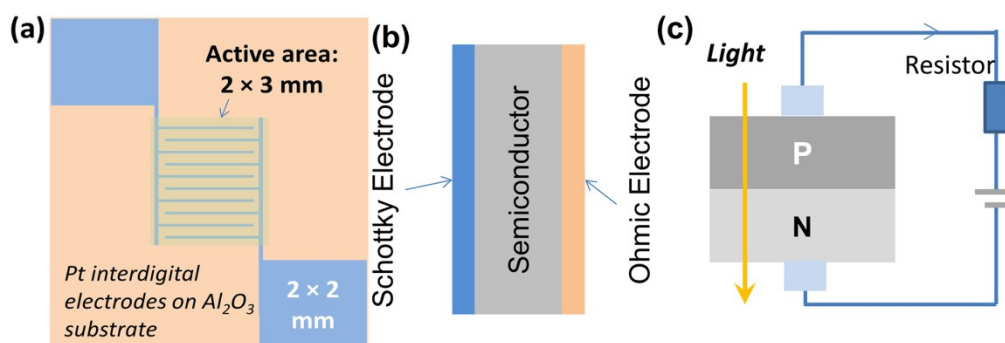 (a)
Active area:
2 × 3 mm
Pt interdigital
electrodes on Al₂O₃
substrate
2 × 2
mm
(b)
Schottky Electrode
Semiconductor
Ohmic Electrode
(c)
Light
Resistor
P
N